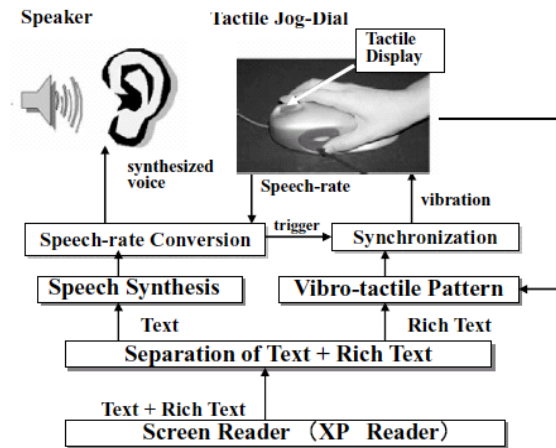 Speaker
Tactile Jog-Dial
Tactile
Display
synthesized
voice
Speech-rate
vibration
Speech-rate Conversion
trigger
Synchronization
Speech Synthesis
Vibro-tactile Pattern
Text
Rich Text
Separation of Text + Rich Text
Text + Rich Text
Screen Reader （XP Reader）